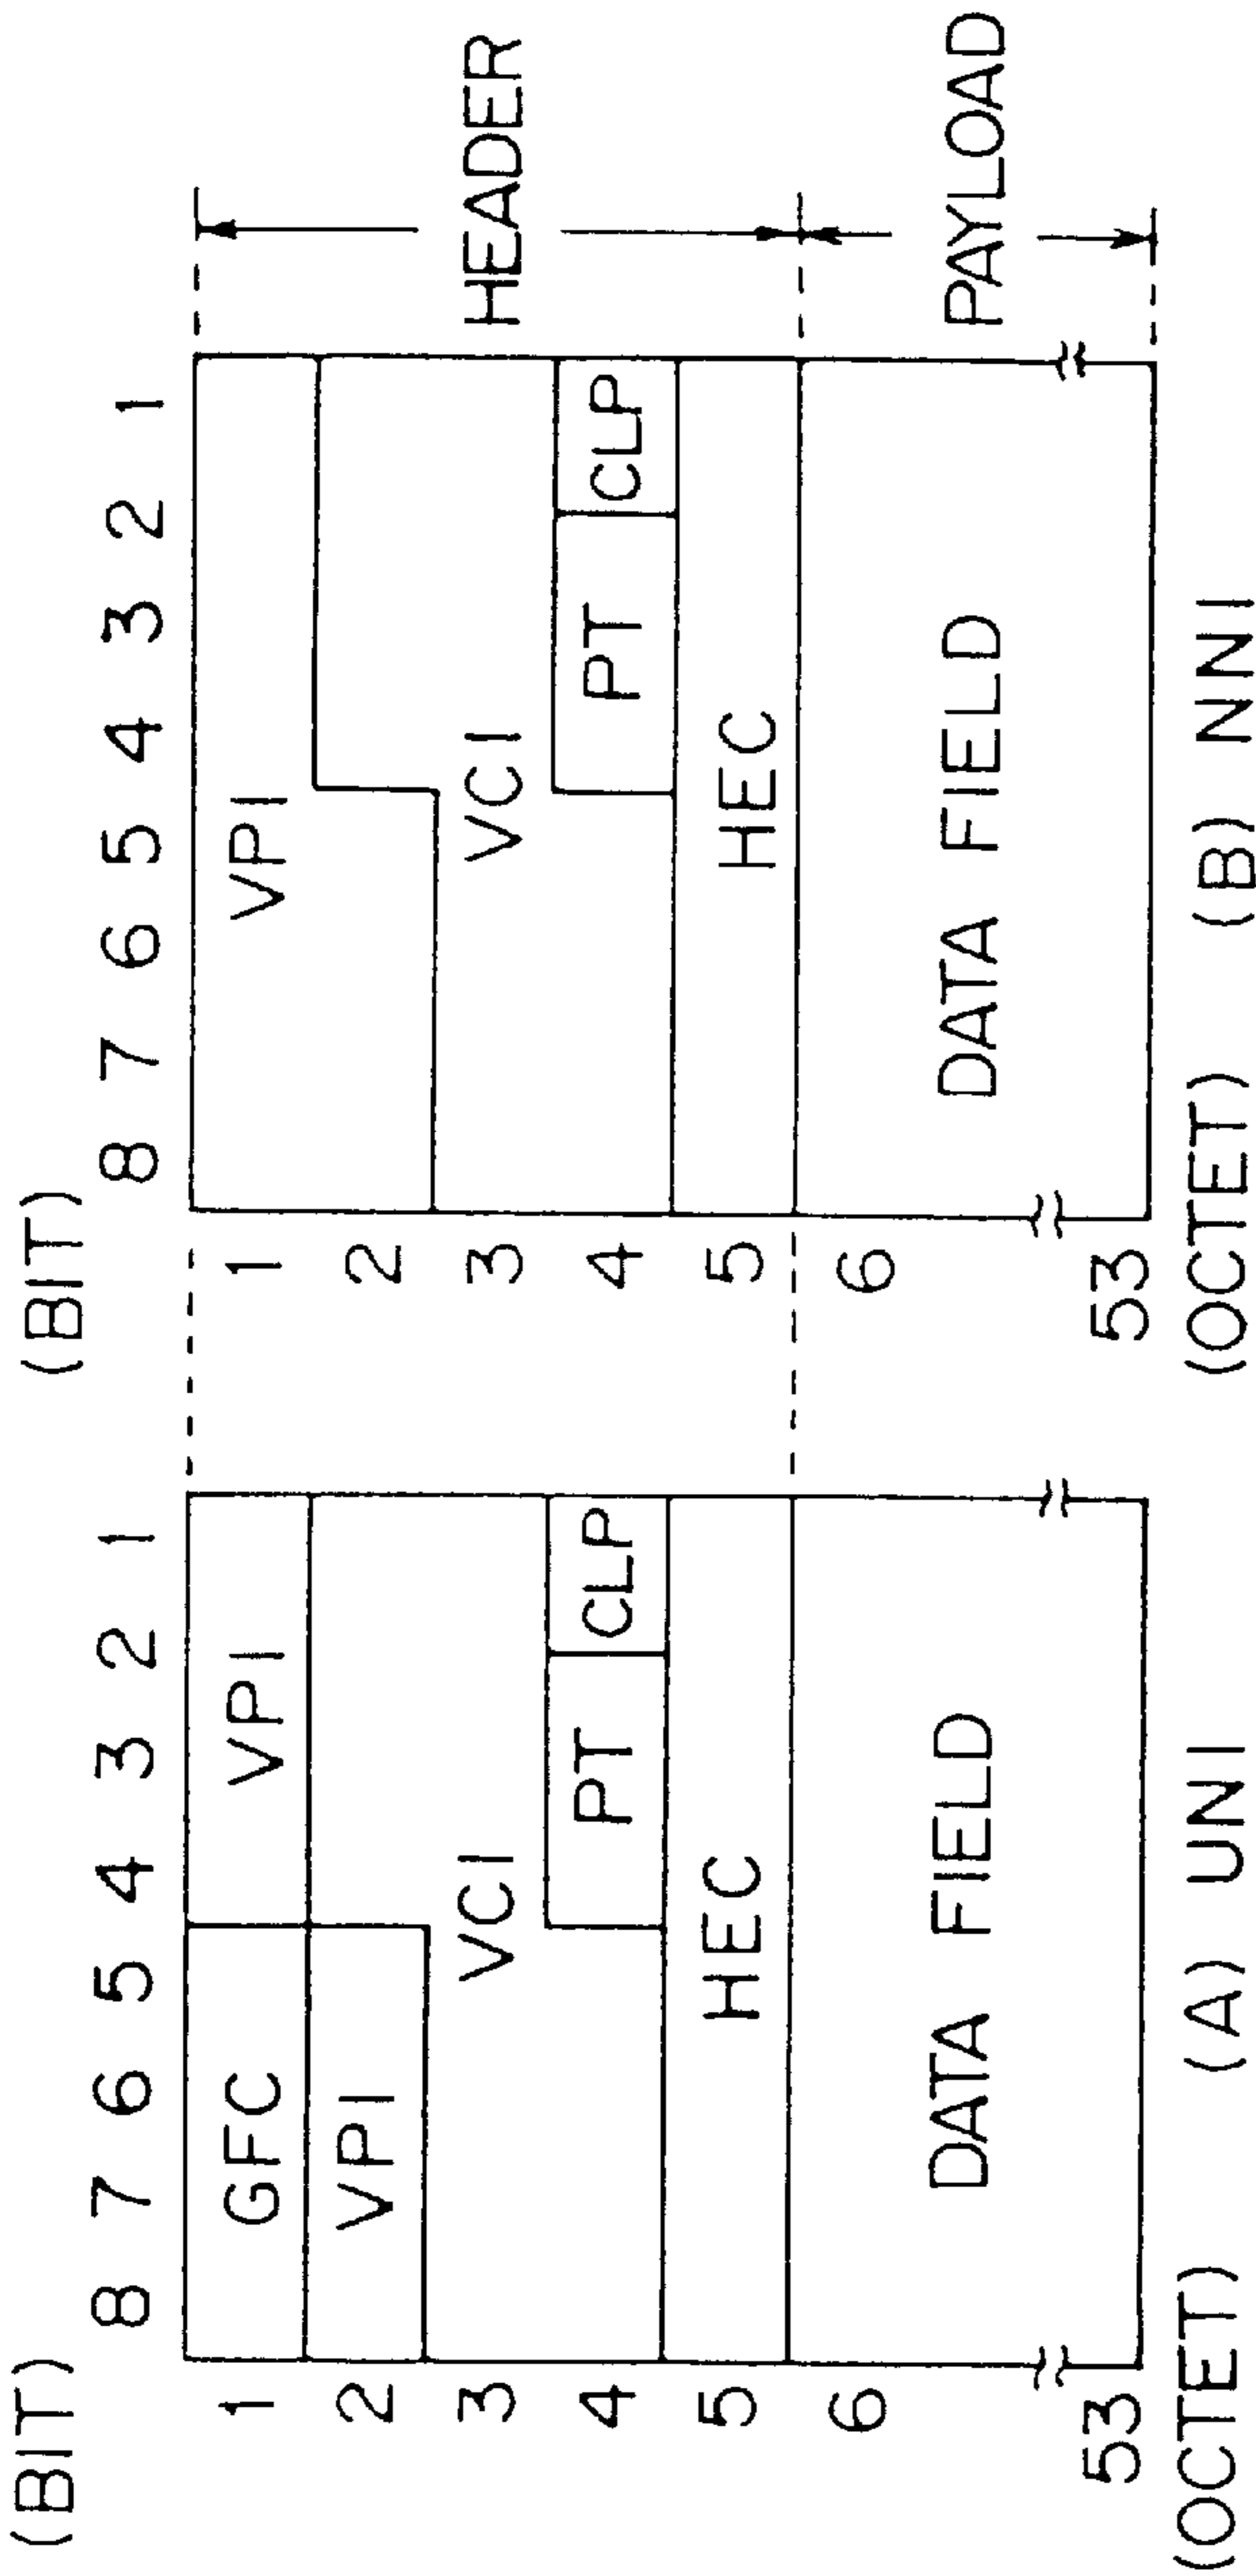 (BIT) 8 7 6 5 4 3 2 1
1 GFC VPI
2 VPI
3 VCI
4 PT CLP
5 HEC
6 DATA FIELD
53
(OCTET) (A) UNI
(BIT) 8 7 6 5 4 3 2 1
1 VPI
2
3 VCI
4 PT CLP
5 HEC
6 DATA FIELD
53
(OCTET) (B) NNI
HEADER
PAYLOAD